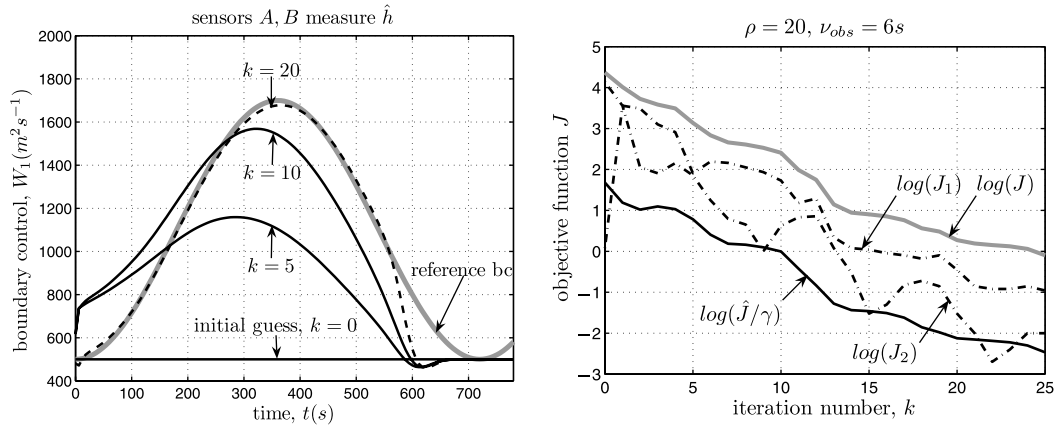 sensors A, B measure ĥ
boundary control, W₁(m²s⁻¹)
2000
1800
1600
1400
1200
1000
800
600
400
k = 20
k = 10
k = 5
reference bc
initial guess, k = 0
0
100
200
300
400
500
600
700
time, t(s)
ρ = 20, ν_obs = 6s
objective function J
5
4
3
2
1
0
−1
−2
−3
log(J₁)
log(J)
log(Ĵ/γ)
log(J₂)
0
5
10
15
20
25
iteration number, k